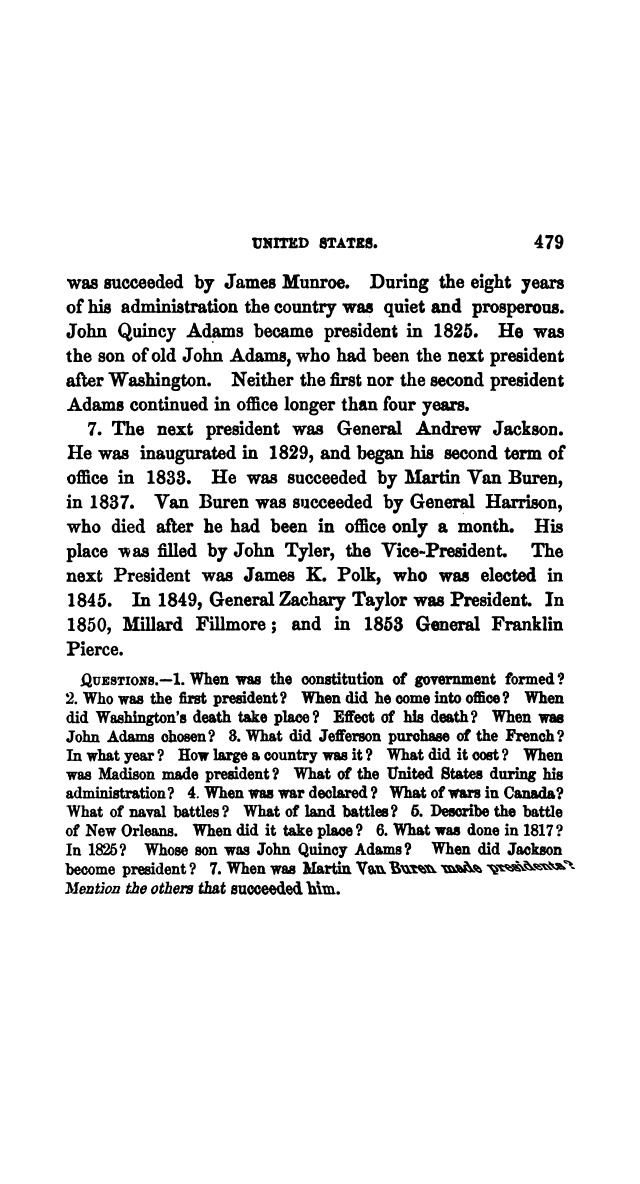 UNITED STATES. 479
was succeeded by James Munroe. During the eight years
of his administration the country was quiet and prosperous.
John Quincy Adams became president in 1825. He was
the son of old John Adams, who had been the next president
after Washington. Neither the first nor the second president
Adams continued in office longer than four years.
7. The next president was General Andrew Jackson.
He was inaugurated in 1829, and began his second term of
office in 1833. He was succeeded by Martin Van Buren,
in 1837. Van Buren was succeeded by General Harrison,
who died after he had been in office only a month. His
place was filled by John Tyler, the Vice-President. The
next President was James K. Polk, who was elected in
1845. In 1849, General Zachary Taylor was President. In
1850, Millard Fillmore; and in 1853 General Franklin
Pierce.
QUESTIONS.—1. When was the constitution of government formed?
2. Who was the first president? When did he come into office? When
did Washington's death take place? Effect of his death? When was
John Adams chosen? 3. What did Jefferson purchase of the French?
In what year? How large a country was it? What did it cost? When
was Madison made president? What of the United States during his
administration? 4. When was war declared? What of wars in Canada?
What of naval battles? What of land battles? 5. Describe the battle
of New Orleans. When did it take place? 6. What was done in 1817?
In 1825? Whose son was John Quincy Adams? When did Jackson
become president? 7. When was Martin Van Buren made presidents?
Mention the others that succeeded him.